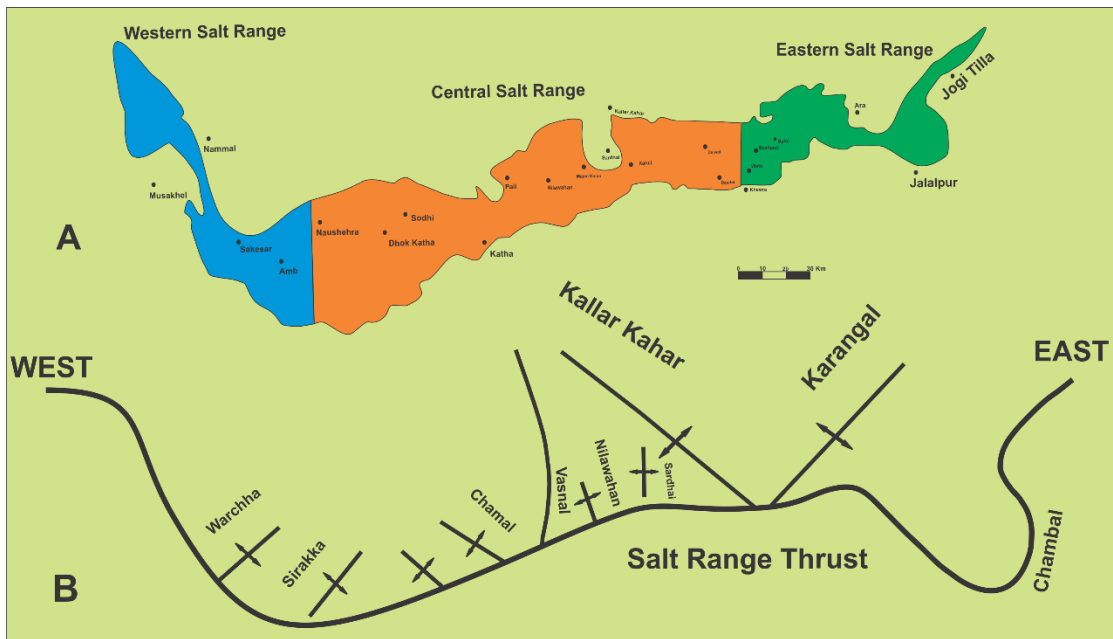 Western Salt Range
Eastern Salt Range
Central Salt Range
Jogi Tilla
Kallar Kahar
Ara
Nammal
Musakhel
Pail
Nilawahan
Karuli
Khewra
Jalalpur
Naushehra
Sodhi
Dhok Katha
Katha
A
Sakesar
Amb
0 10 20 30 Km
WEST
Kallar Kahar
Karangal
EAST
Warchha
Sirakka
Chamal
Vasnal
Nilawahan
Sardhai
Salt Range Thrust
Chambal
B